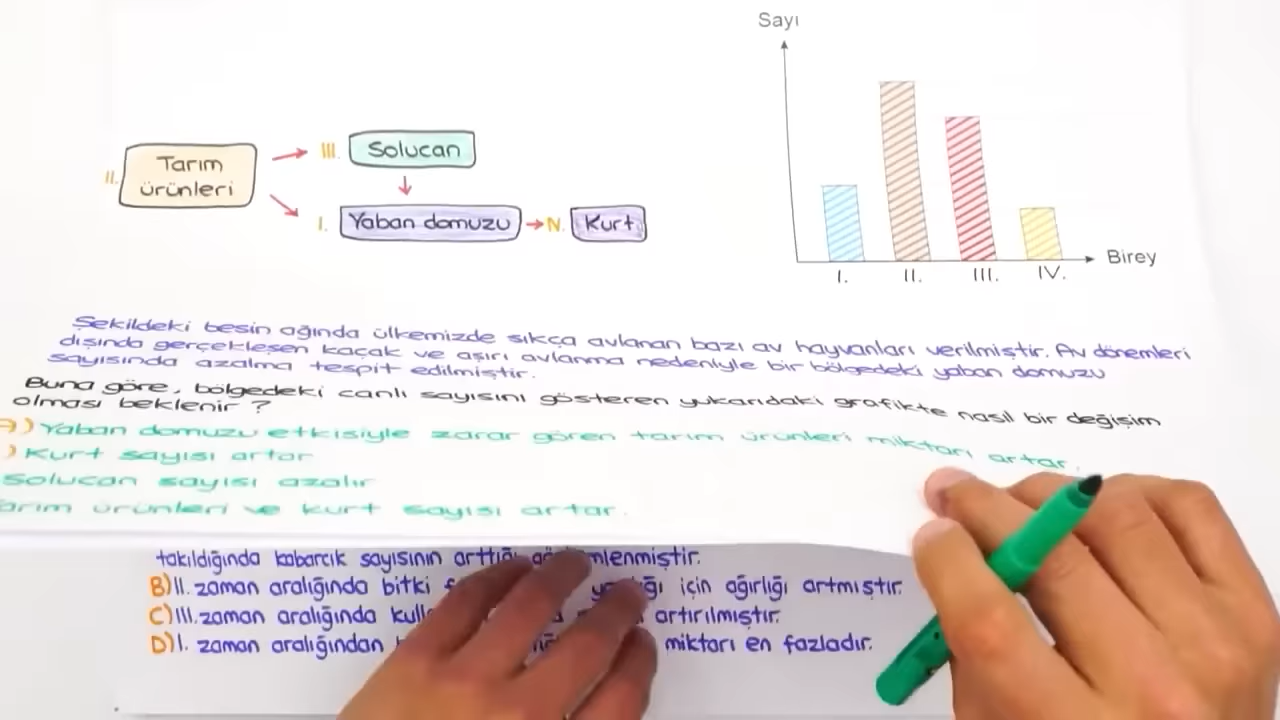 Sayı
II. Tarım ürünleri
III. Solucan
I. Yaban domuzu
IV. Kurt
I. II. III. IV.
Birey
Şekildeki besin ağında ülkemizde sıkça avlanan bazı av hayvanları verilmiştir. Av dönemleri
dışında gerçekleşen kaçak ve aşırı avlanma nedeniyle bir bölgedeki yaban domuzu
sayısında azalma tespit edilmiştir.
Buna göre, bölgedeki canlı sayısını gösteren yukarıdaki grafikte nasıl bir değişim
olması beklenir ?
A) Yaban domuzu etkisiyle zarar gören tarım ürünleri miktarı artar.
) Kurt sayısı artar
Solucan sayısı azalır
arım ürünleri ve kurt sayısı artar.
takıldığında kabarcık sayısının arttığı mlenmiştir.
B) II. zaman aralığında bitki için ağırlığı artmıştır.
C) III. zaman aralığında artırılmıştır.
D) I. zaman aralığından miktarı en fazladır.